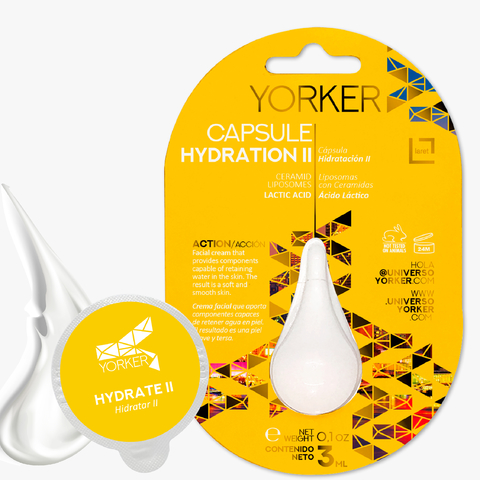 YORKER
CAPSULE
HYDRATION II
Cápsula
Hidratación II
CERAMID
LIPOSOMES
LACTIC ACID
Liposomas
con Ceramidas
Ácido Láctico
ACTION/ACCIÓN
Facial cream that
provides components
capable of retaining
water in the skin. The
result is a soft and
smooth skin.
Crema facial que aporta
componentes capaces
de retener agua en piel.
El resultado es una piel
suave y tersa.
NOT TESTED
ON ANIMALS
HOLA
@UNIVERSO
YORKER.COM
WWW
.UNIVERSO
YORKER
.COM
YORKER
HYDRATE II
Hidratar II
e NET
WEIGHT 0,1 oz
CONTENIDO
NETO 3 ML